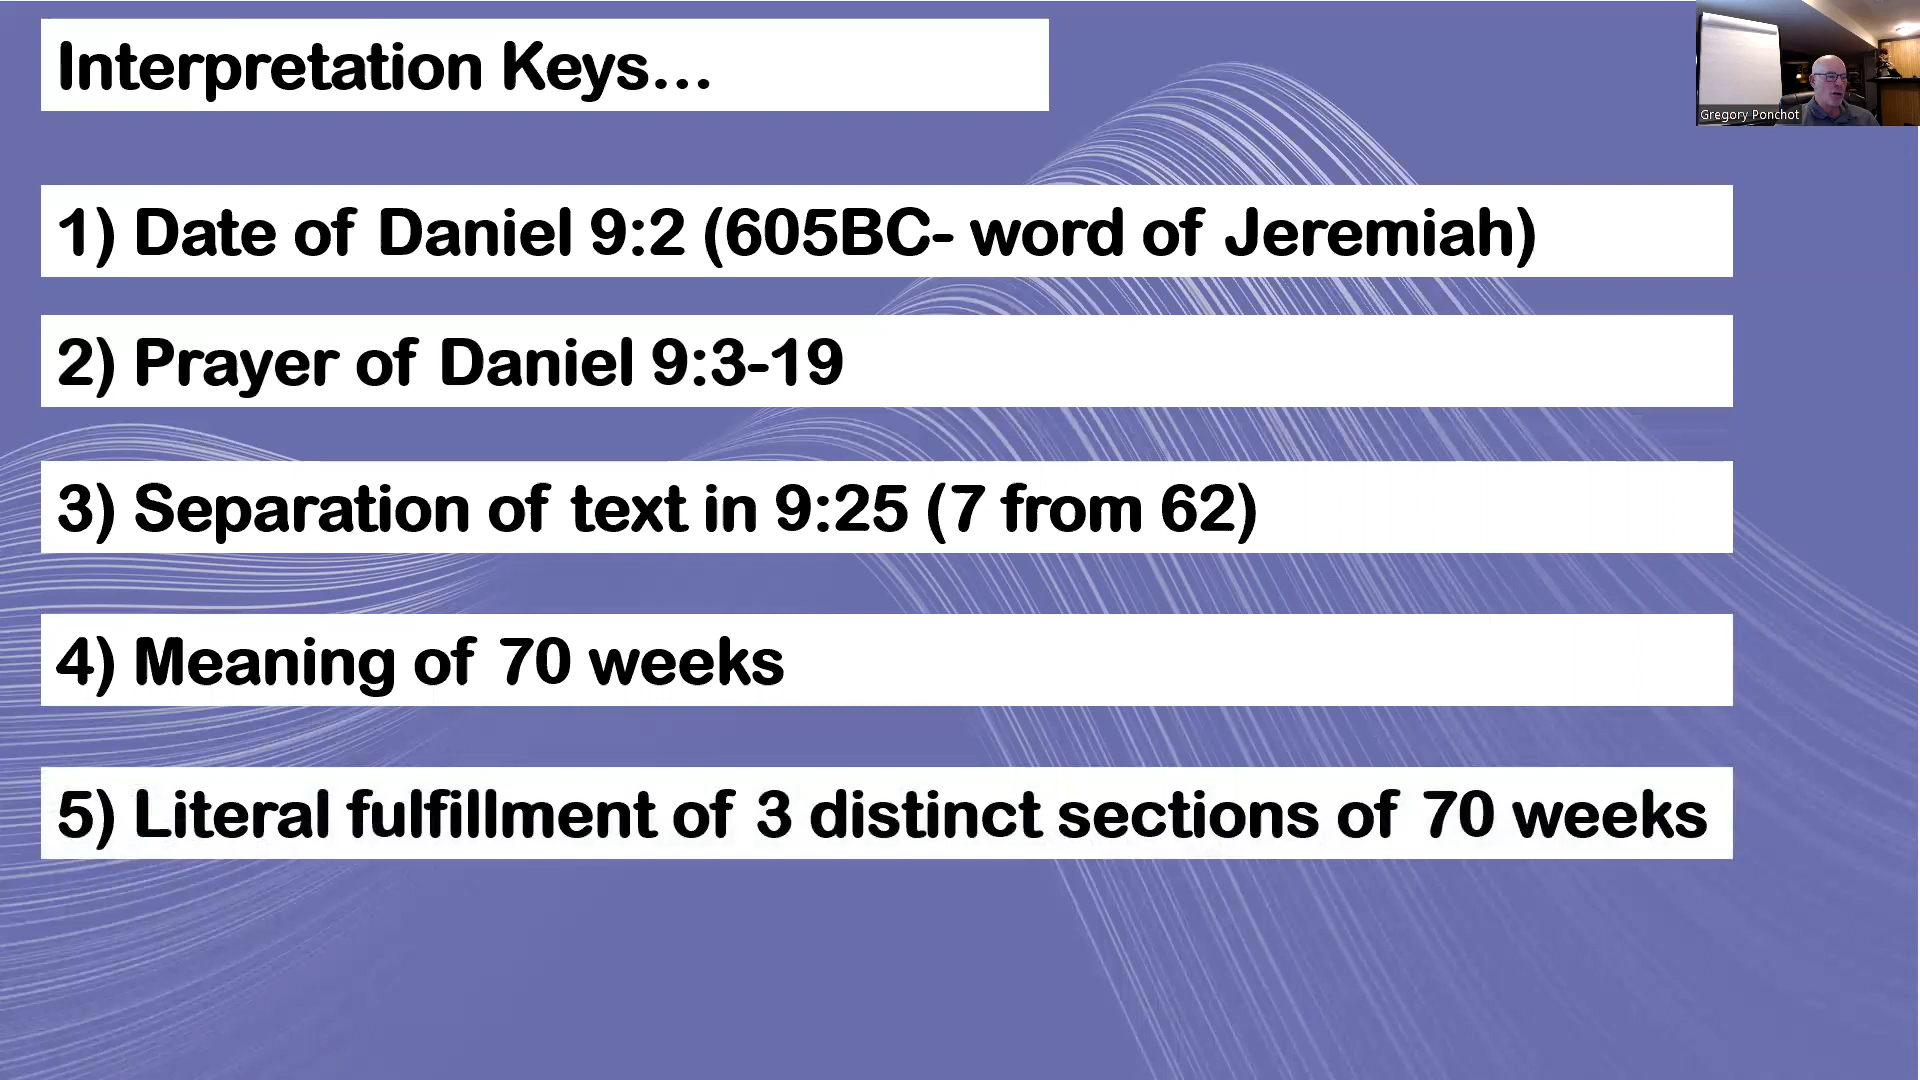 Interpretation Keys...
Gregory Ponchot
1) Date of Daniel 9:2 (605BC- word of Jeremiah)
2) Prayer of Daniel 9:3-19
3) Separation of text in 9:25 (7 from 62)
4) Meaning of 70 weeks
5) Literal fulfillment of 3 distinct sections of 70 weeks